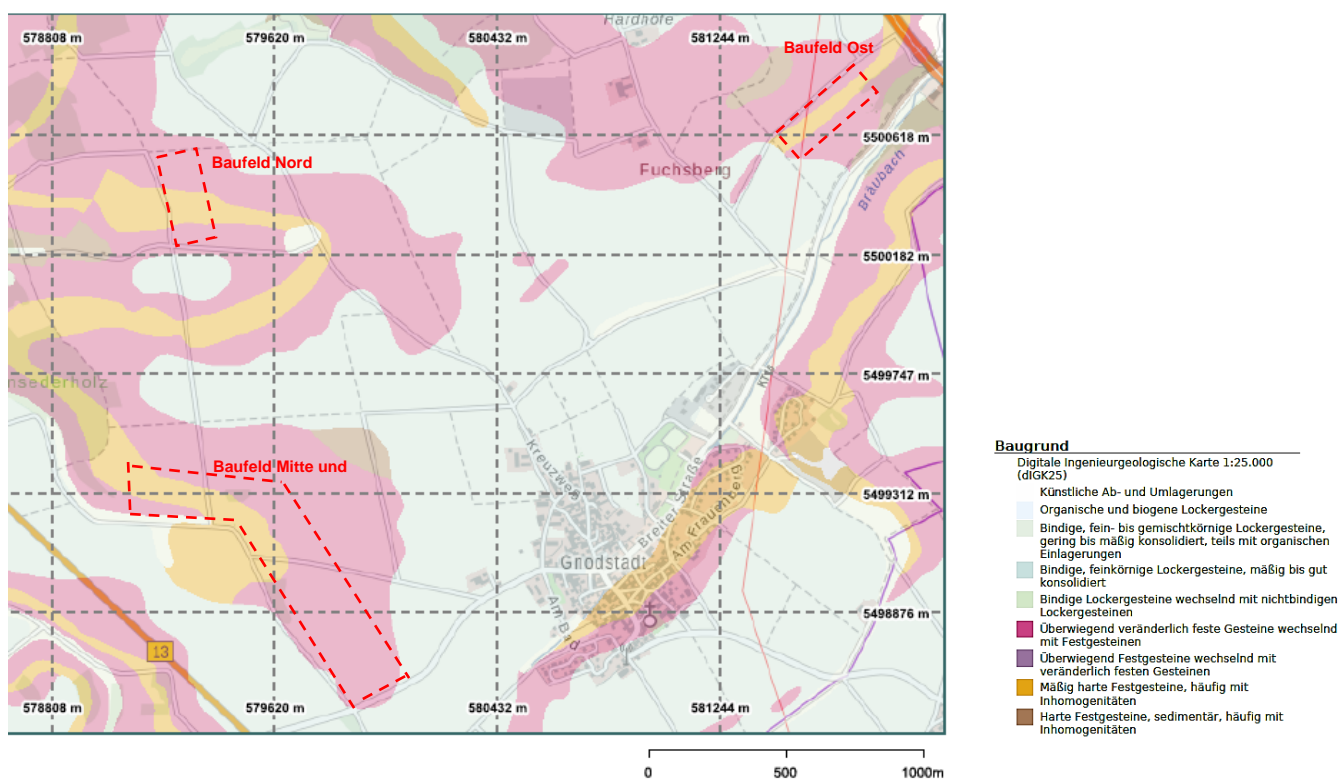 Haidhöfe
578808 m
579620 m
580432 m
581244 m
Baufeld Ost
5500618 m
Baufeld Nord
Fuchsberg
Bräubach
5500182 m
5499747 m
nsederholz
Baufeld Mitte und
Kreuzweg
Breiter Straße
Am Frauenberg
5499312 m
Gnodstadt
5498876 m
Im Bad
13
578808 m
579620 m
580432 m
581244 m
0
500
1000m
Baugrund
Digitale Ingenieurgeologische Karte 1:25.000
(dIGK25)
Künstliche Ab- und Umlagerungen
Organische und biogene Lockergesteine
Bindige, fein- bis gemischtkörnige Lockergesteine,
gering bis mäßig konsolidiert, teils mit organischen
Einlagerungen
Bindige, feinkörnige Lockergesteine, mäßig bis gut
konsolidiert
Bindige Lockergesteine wechselnd mit nichtbindigen
Lockergesteinen
Überwiegend veränderlich feste Gesteine wechselnd
mit Festgesteinen
Überwiegend Festgesteine wechselnd mit
veränderlich festen Gesteinen
Mäßig harte Festgesteine, häufig mit
Inhomogenitäten
Harte Festgesteine, sedimentär, häufig mit
Inhomogenitäten